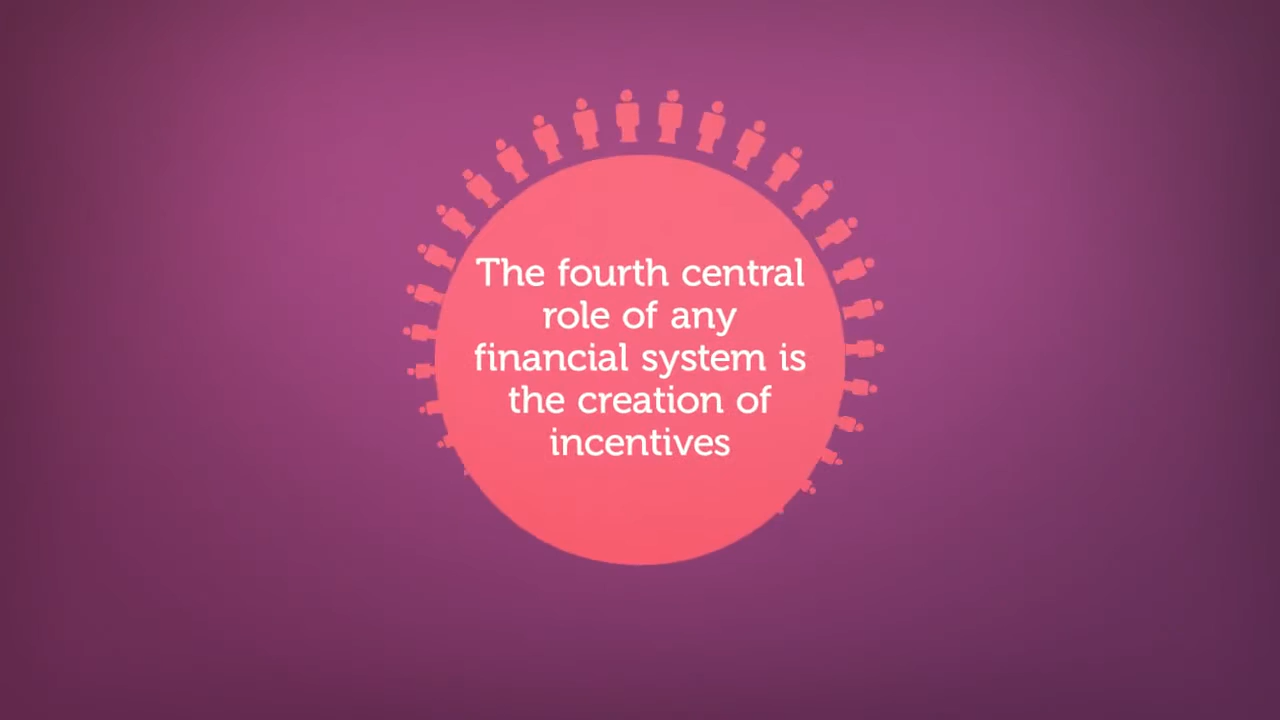 The fourth central
role of any
financial system is
the creation of
incentives